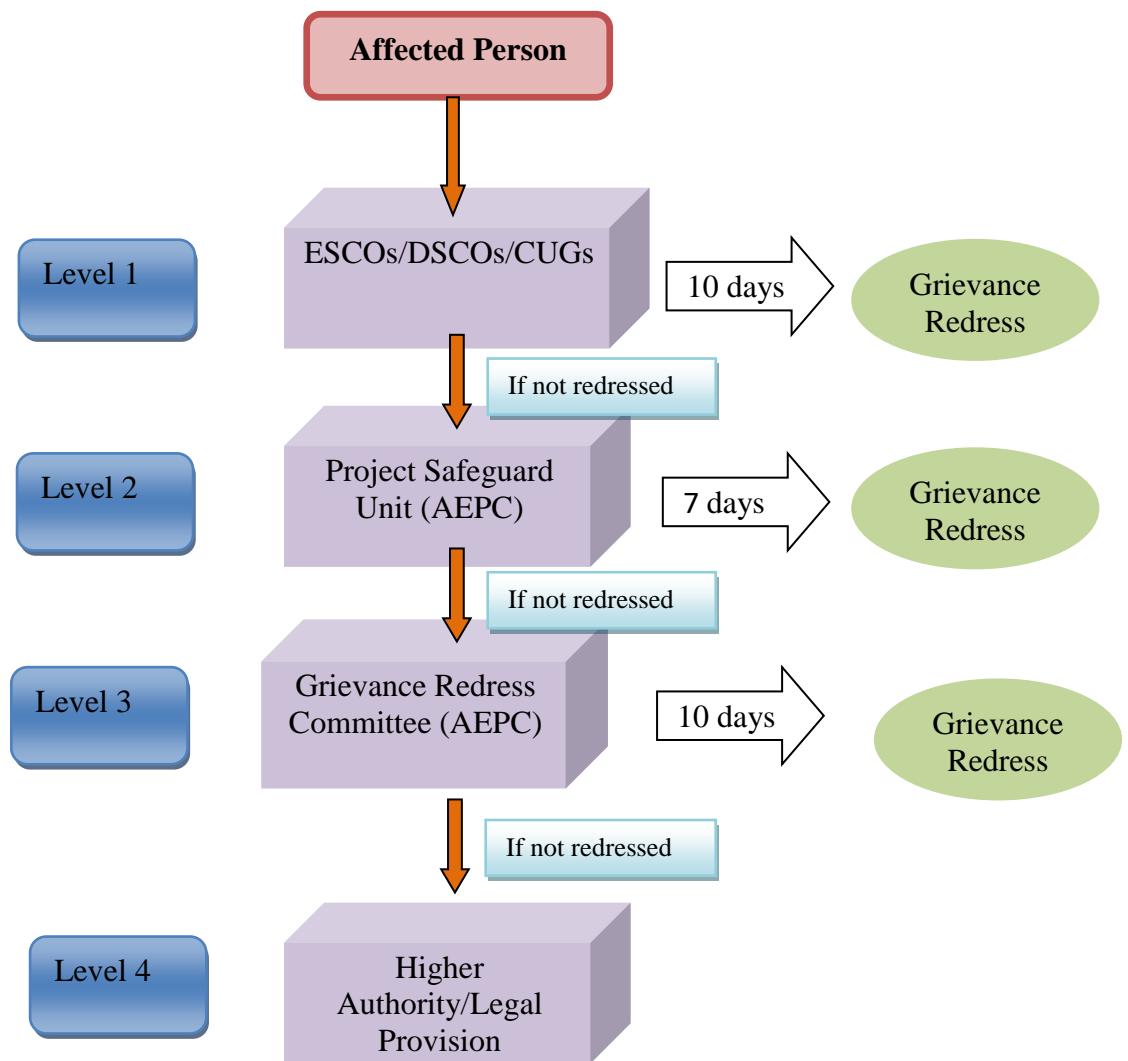 Affected Person
Level 1
ESCOs/DSCOs/CUGs
10 days
Grievance
Redress
If not redressed
Level 2
Project Safeguard
Unit (AEPC)
7 days
Grievance
Redress
If not redressed
Level 3
Grievance Redress
Committee (AEPC)
10 days
Grievance
Redress
If not redressed
Level 4
Higher
Authority/Legal
Provision